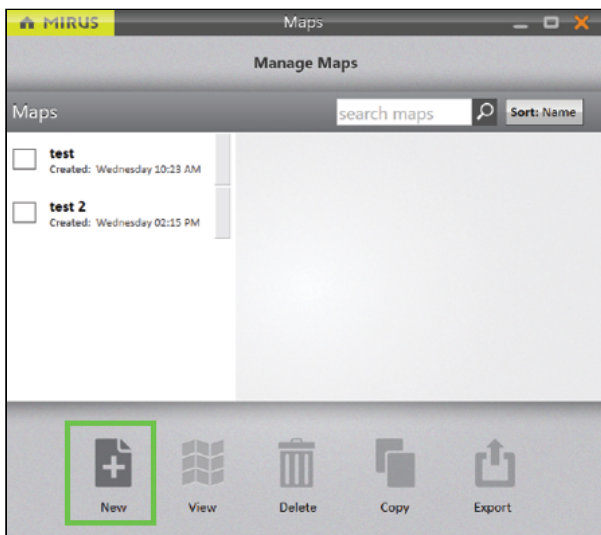 MIRUS
Maps
Manage Maps
Maps
search maps
Sort: Name
test
Created: Wednesday 10:23 AM
test 2
Created: Wednesday 02:15 PM
New
View
Delete
Copy
Export